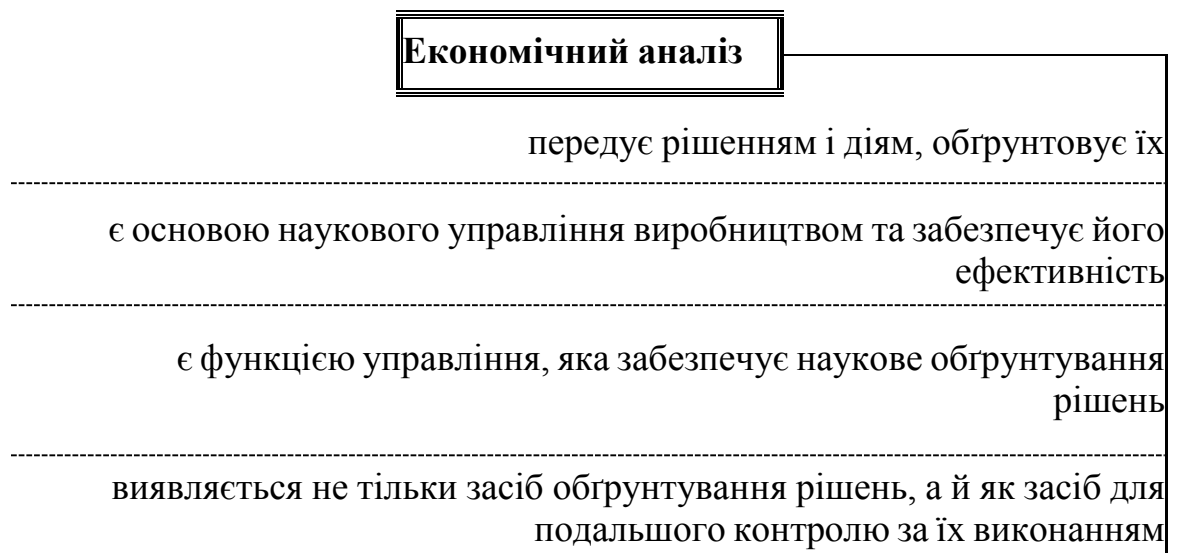 Економічний аналіз
передує рішенням і діям, обґрунтовує їх
є основою наукового управління виробництвом та забезпечує його
ефективність
є функцією управління, яка забезпечує наукове обґрунтування
рішень
виявляється не тільки засіб обґрунтування рішень, а й як засіб для
подальшого контролю за їх виконанням